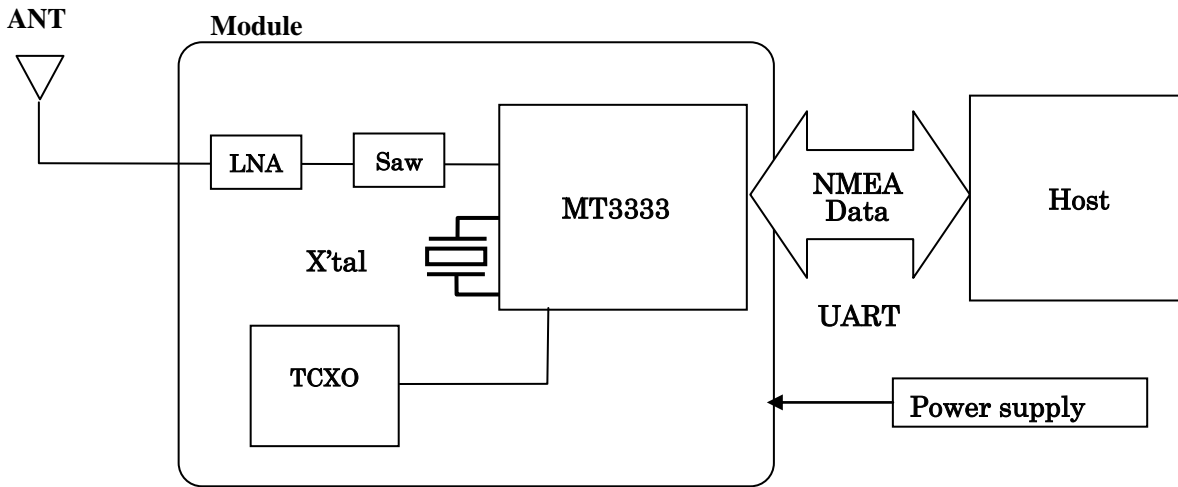 ANT
Module
LNA
Saw
MT3333
NMEA
Data
Host
X'tal
UART
TCXO
Power supply